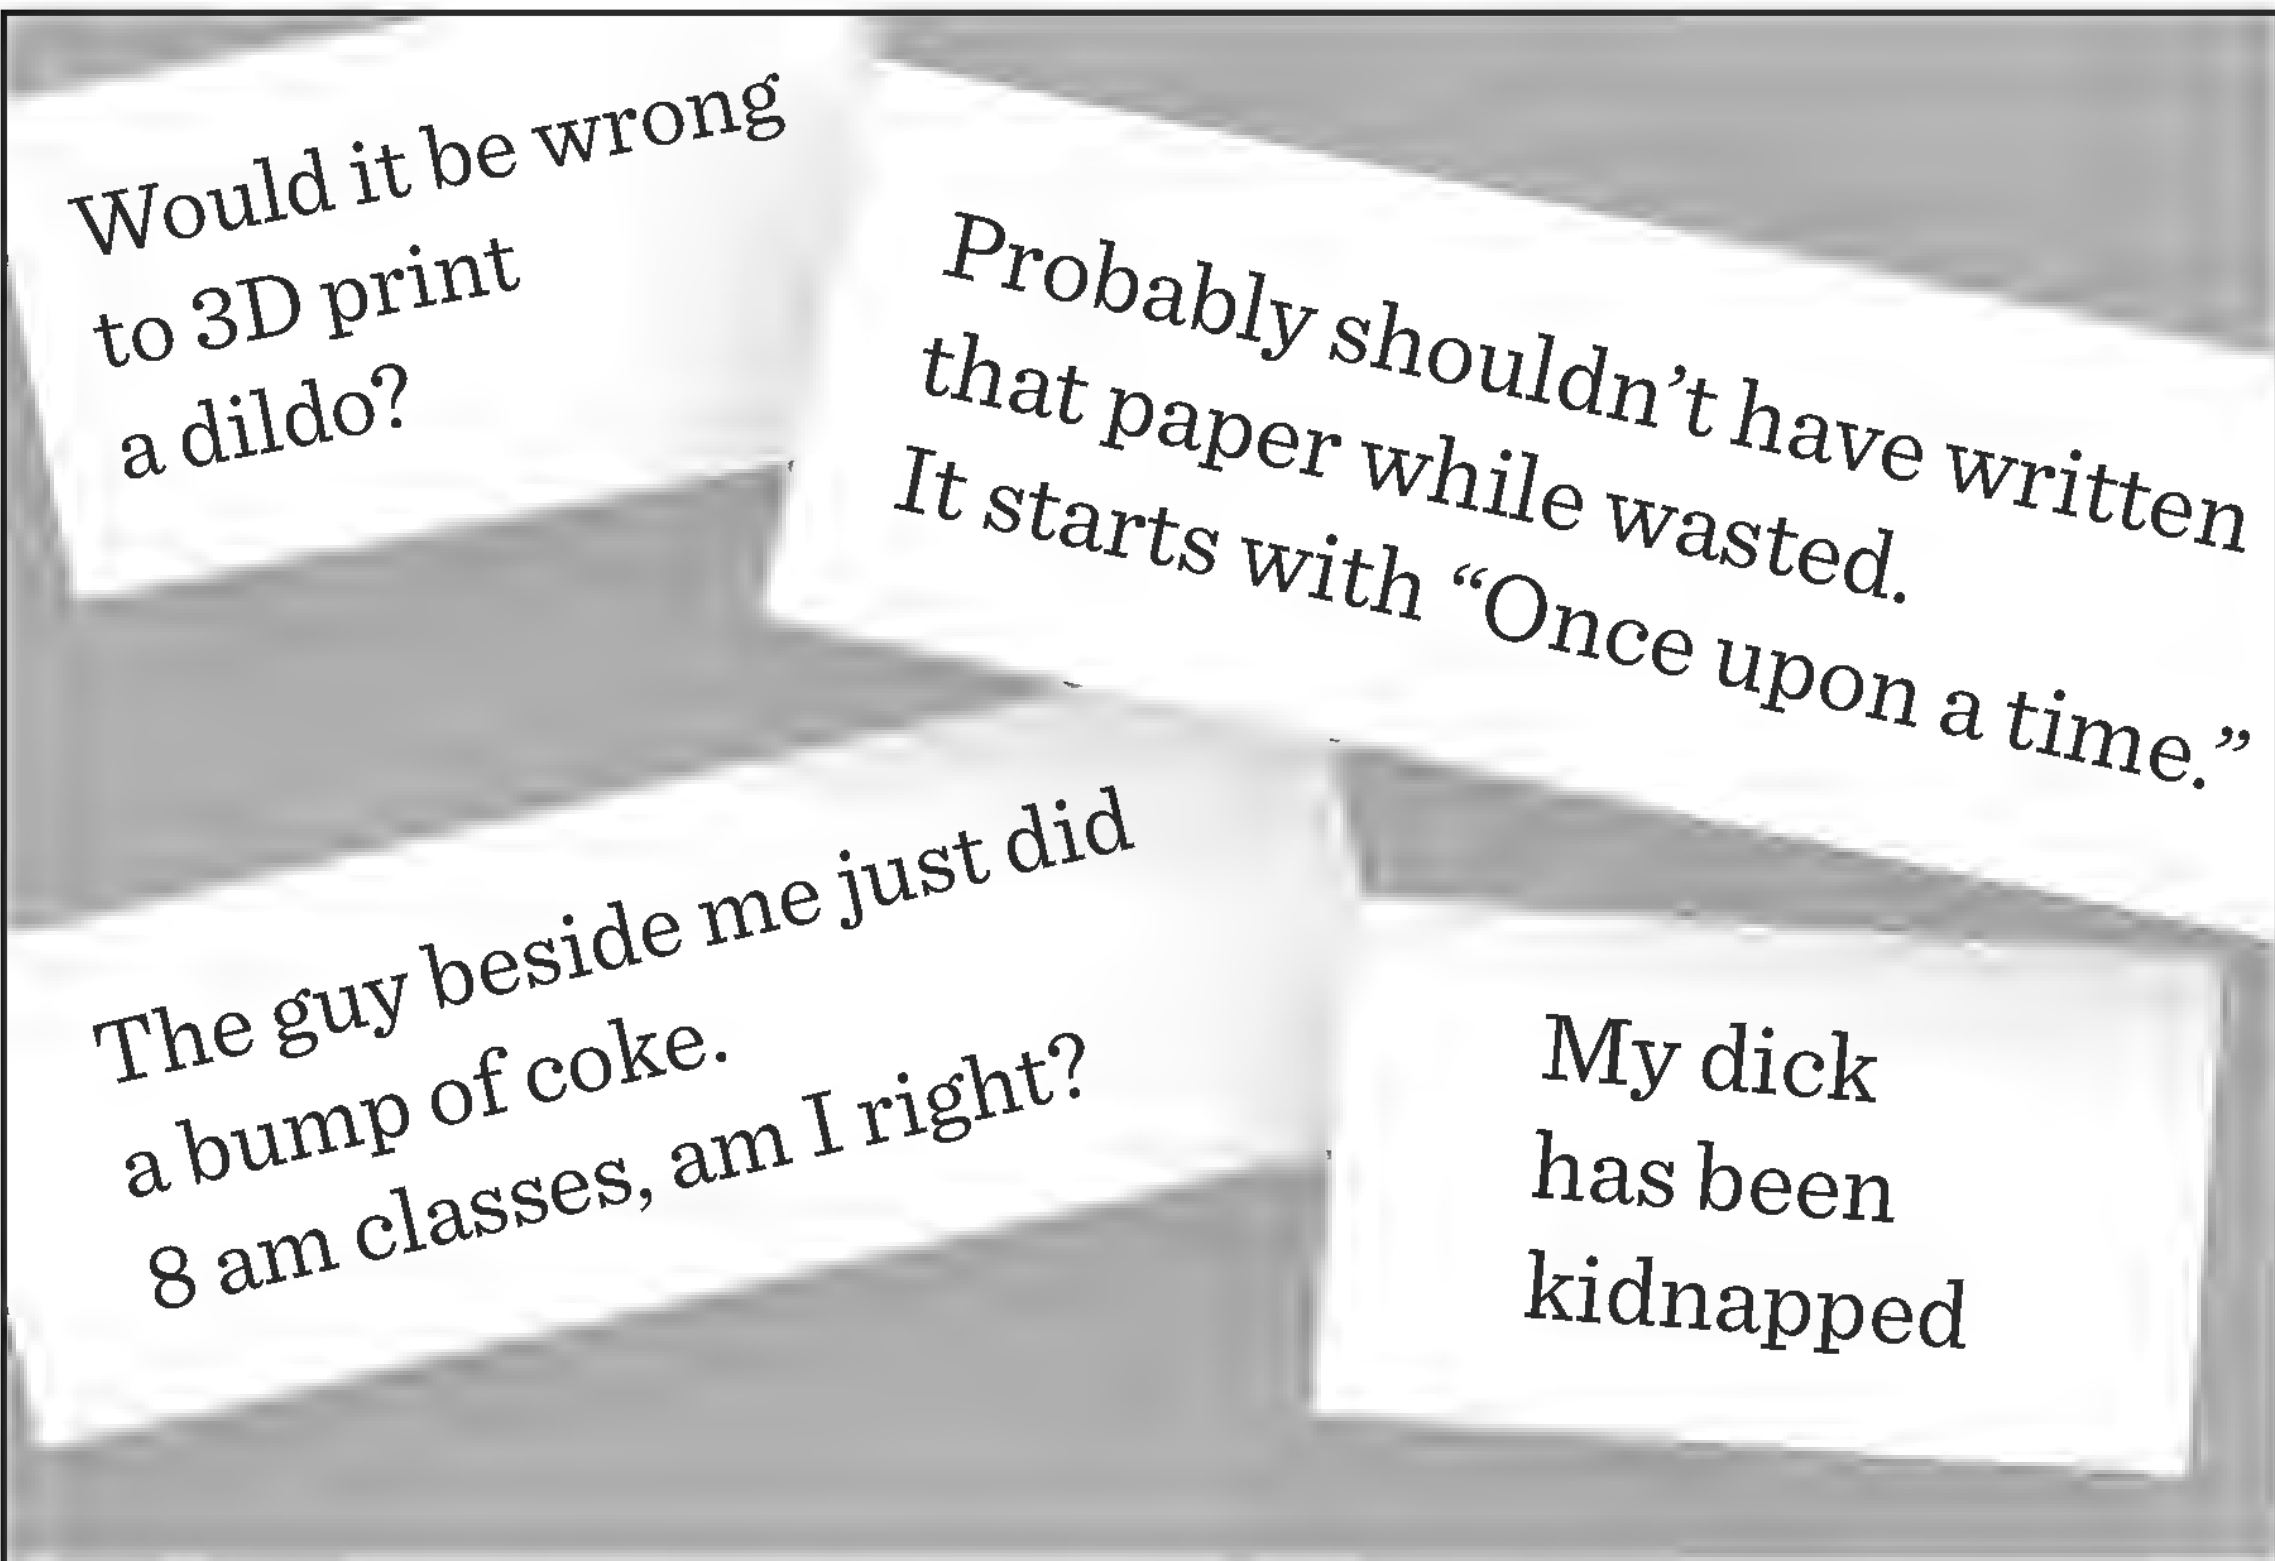 Would it be wrong
to 3D print
a dildo?
Probably shouldn’t have written
that paper while wasted.
It starts with “Once upon a time.”
The guy beside me just did
a bump of coke.
8 am classes, am I right?
My dick
has been
kidnapped